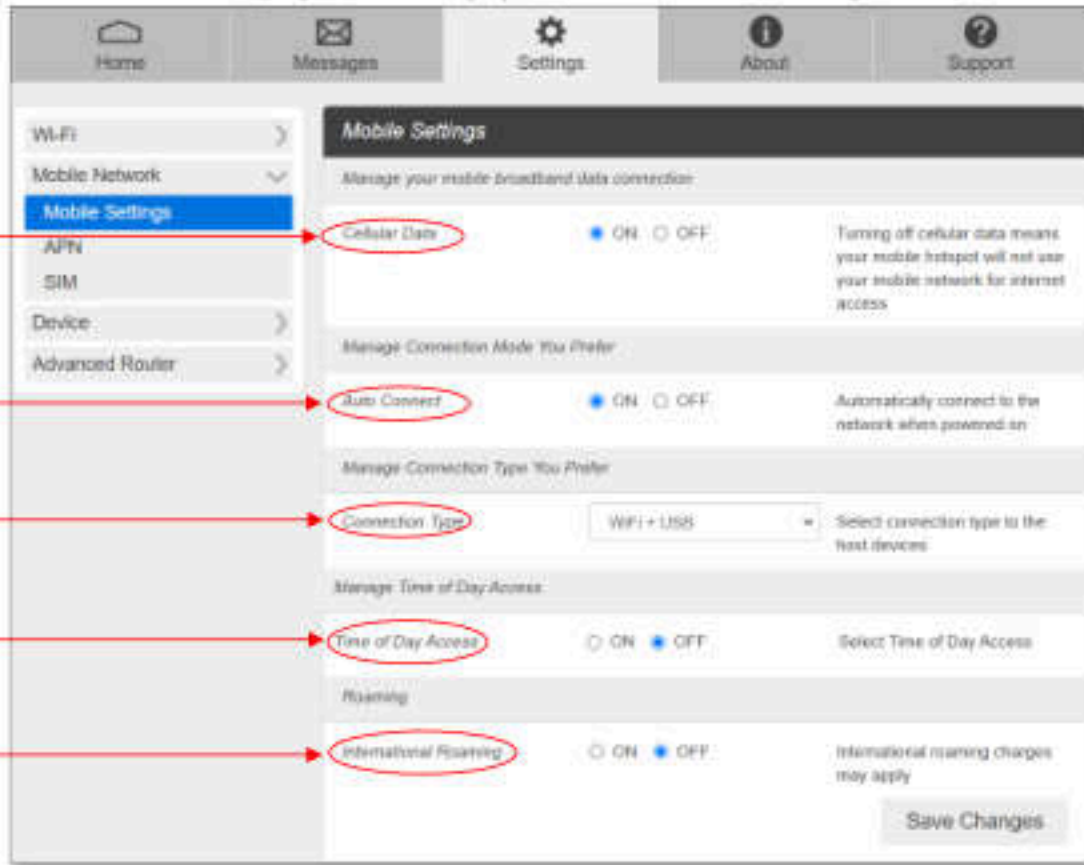 Home
Messages
Settings
About
Support
Wi-Fi
Mobile Network
Mobile Settings
APN
SIM
Device
Advanced Router
Mobile Settings
Manage your mobile broadband data connection
Cellular Data
ON OFF
Turning off cellular data means
your mobile hotspot will not use
your mobile network for internet
access
Manage Connection Mode You Prefer
Auto Connect
ON OFF
Automatically connect to the
network when powered on
Manage Connection Type You Prefer
Connection Type
WiFi + USB
Select connection type to the
host devices
Manage Time of Day Access
Time of Day Access
ON OFF
Select Time of Day Access
Roaming
International Roaming
ON OFF
International roaming charges
may apply
Save Changes